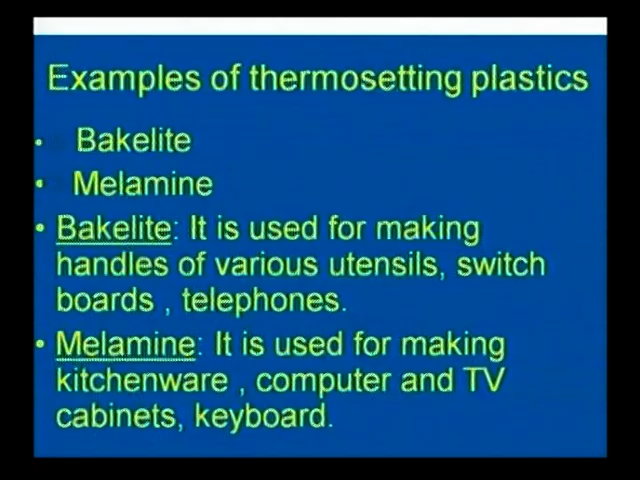 Examples of thermosetting plastics
• Bakelite
• Melamine
• Bakelite: It is used for making
handles of various utensils, switch
boards , telephones.
• Melamine: It is used for making
kitchenware , computer and TV
cabinets, keyboard.